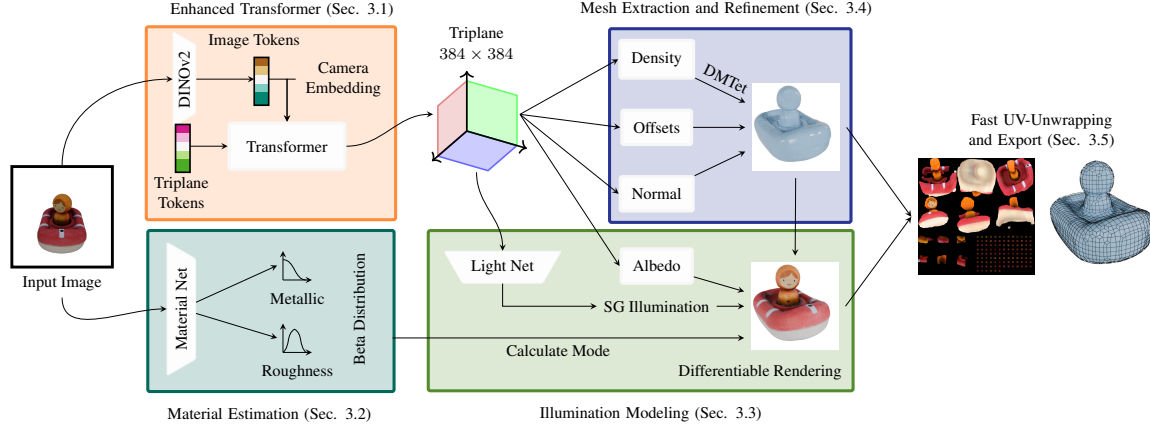 Enhanced Transformer (Sec. 3.1)
Mesh Extraction and Refinement (Sec. 3.4)
Image Tokens
DINOv2
Camera
Embedding
Transformer
Triplane
Tokens
Triplane
384 × 384
Density
DMTet
Offsets
Normal
Fast UV-Unwrapping
and Export (Sec. 3.5)
Input Image
Material Net
Metallic
Roughness
Beta Distribution
Light Net
Albedo
SG Illumination
Calculate Mode
Differentiable Rendering
Material Estimation (Sec. 3.2)
Illumination Modeling (Sec. 3.3)